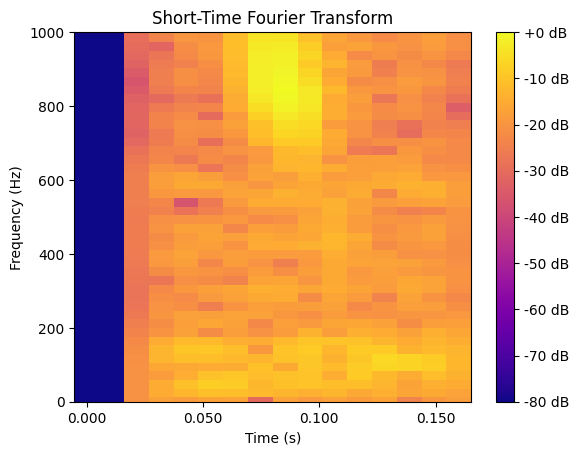 Short-Time Fourier Transform
1000
800
600
400
200
0
Frequency (Hz)
0.000 0.050 0.100 0.150
Time (s)
+0 dB
-10 dB
-20 dB
-30 dB
-40 dB
-50 dB
-60 dB
-70 dB
-80 dB